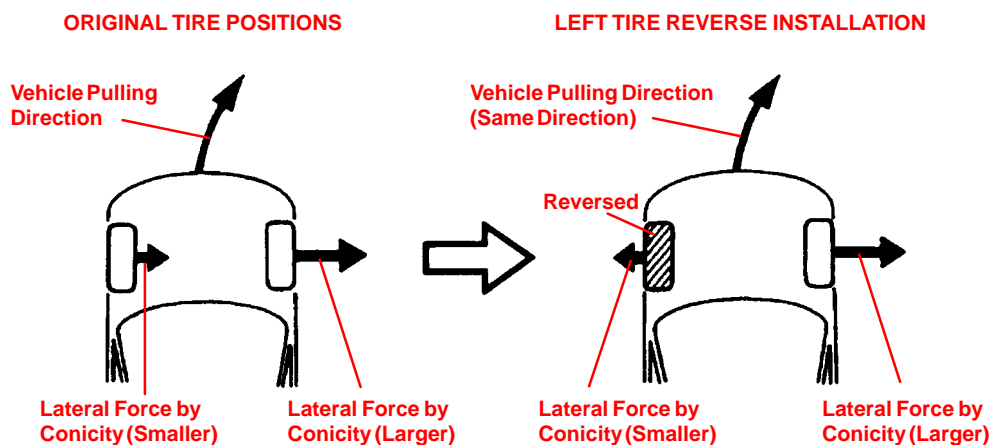 ORIGINAL TIRE POSITIONS
Vehicle Pulling
Direction
Lateral Force by
Conicity (Smaller)
Lateral Force by
Conicity (Larger)
LEFT TIRE REVERSE INSTALLATION
Vehicle Pulling Direction
(Same Direction)
Reversed
Lateral Force by
Conicity (Smaller)
Lateral Force by
Conicity (Larger)